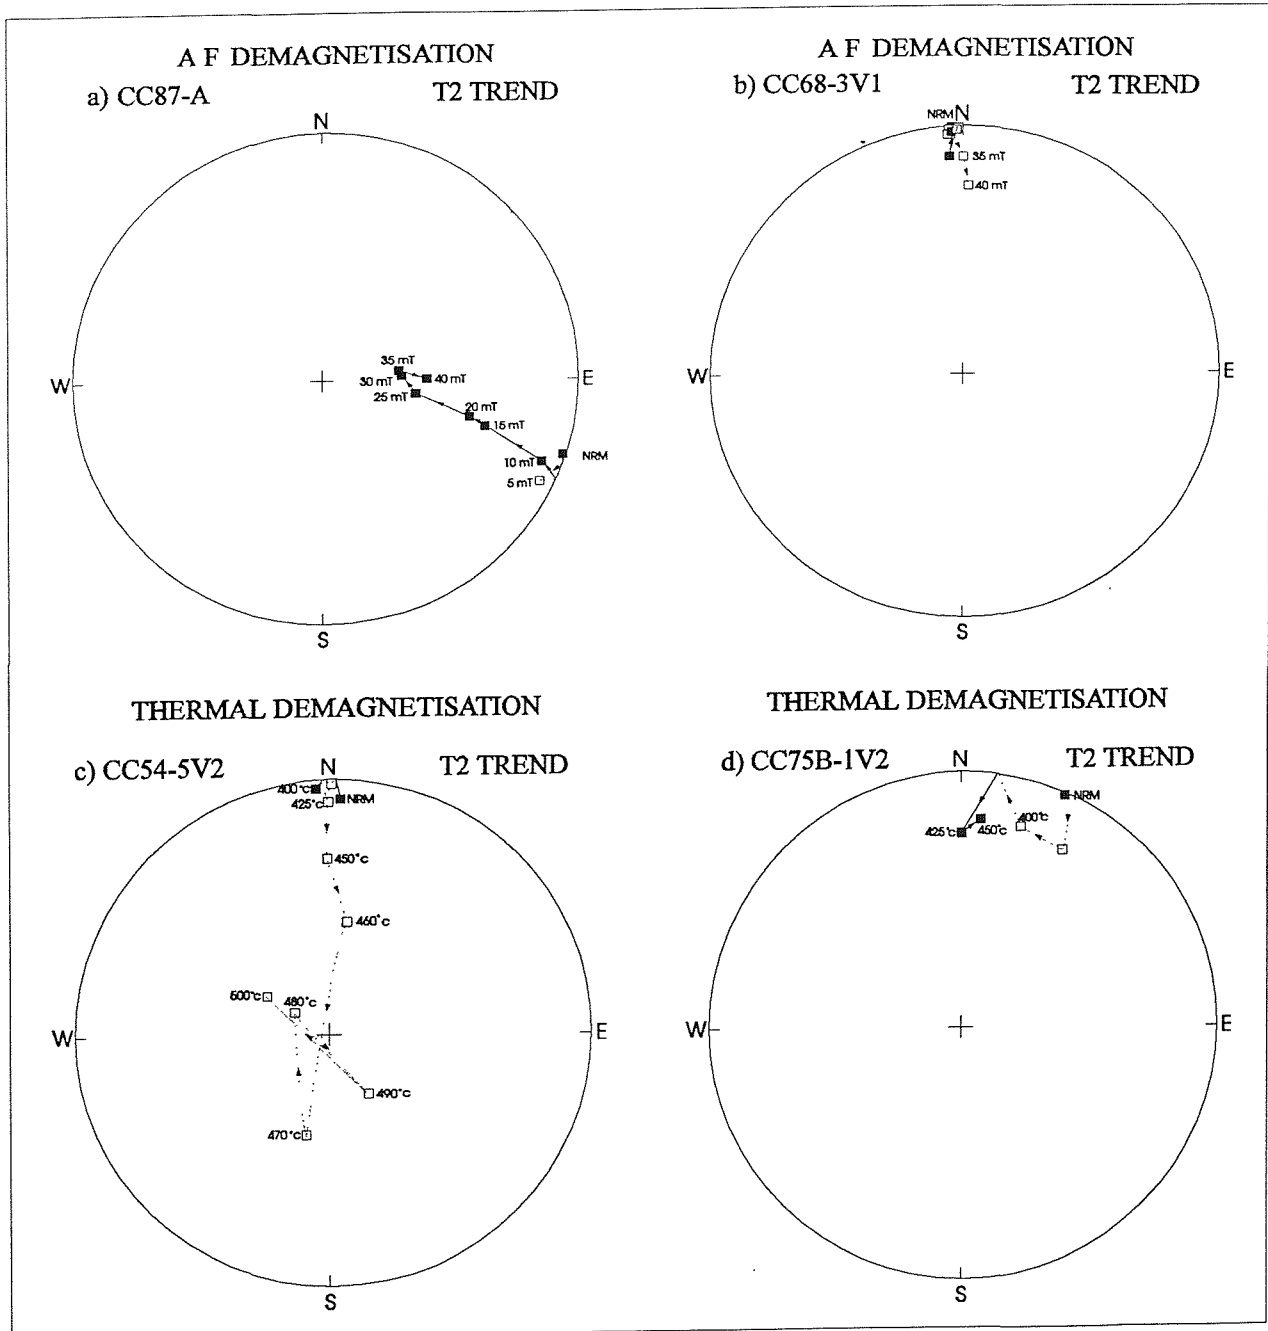 A F DEMAGNETISATION
a) CC87-A T2 TREND
N
W
E
S
35 mT
30 mT
40 mT
25 mT
20 mT
15 mT
10 mT
NRM
5 mT
A F DEMAGNETISATION
b) CC68-3V1 T2 TREND
NRM
N
35 mT
40 mT
W
E
S
THERMAL DEMAGNETISATION
c) CC54-5V2 T2 TREND
N
400°c
NRM
425°c
450°c
460°c
500°c
480°c
W
E
490°c
470°c
S
THERMAL DEMAGNETISATION
d) CC75B-1V2 T2 TREND
N
NRM
400°c
425°c
450°c
W
E
S